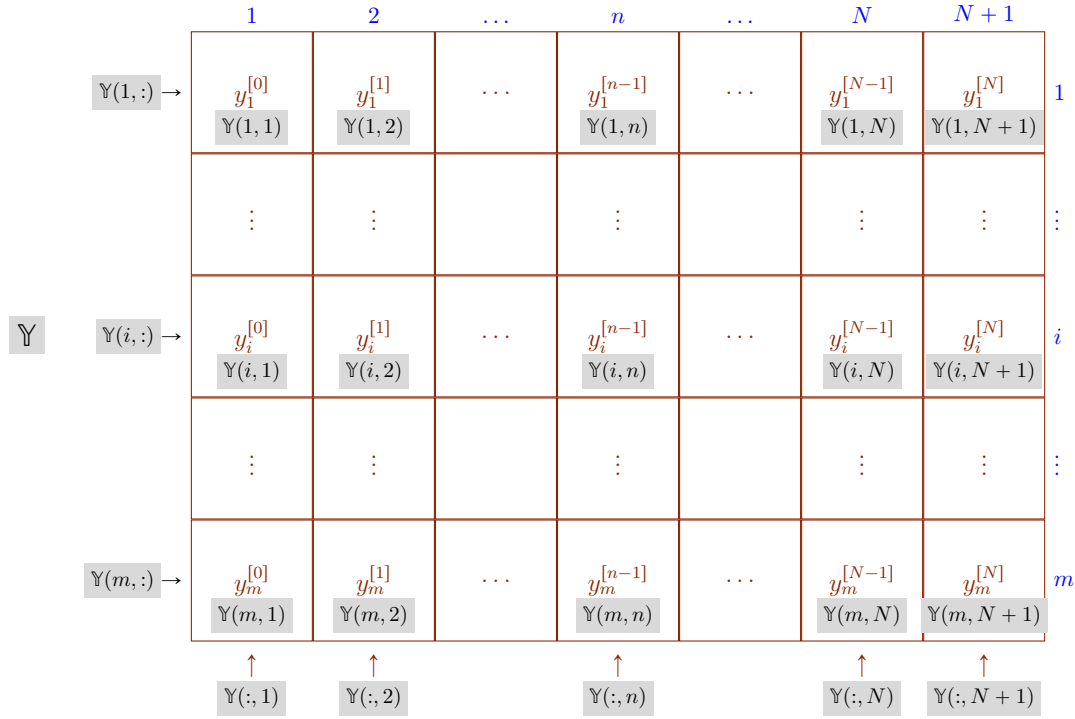 1 2 … n … N N + 1
𝕐(1, :) → y_1^{[0]} y_1^{[1]} … y_1^{[n−1]} … y_1^{[N−1]} y_1^{[N]} 1
𝕐(1, 1) 𝕐(1, 2) 𝕐(1, n) 𝕐(1, N) 𝕐(1, N + 1)
⋮ ⋮ ⋮ ⋮ ⋮ ⋮
𝕐 𝕐(i, :) → y_i^{[0]} y_i^{[1]} … y_i^{[n−1]} … y_i^{[N−1]} y_i^{[N]} i
𝕐(i, 1) 𝕐(i, 2) 𝕐(i, n) 𝕐(i, N) 𝕐(i, N + 1)
⋮ ⋮ ⋮ ⋮ ⋮ ⋮
𝕐(m, :) → y_m^{[0]} y_m^{[1]} … y_m^{[n−1]} … y_m^{[N−1]} y_m^{[N]} m
𝕐(m, 1) 𝕐(m, 2) 𝕐(m, n) 𝕐(m, N) 𝕐(m, N + 1)
↑ ↑ ↑ ↑ ↑
𝕐(:, 1) 𝕐(:, 2) 𝕐(:, n) 𝕐(:, N) 𝕐(:, N + 1)